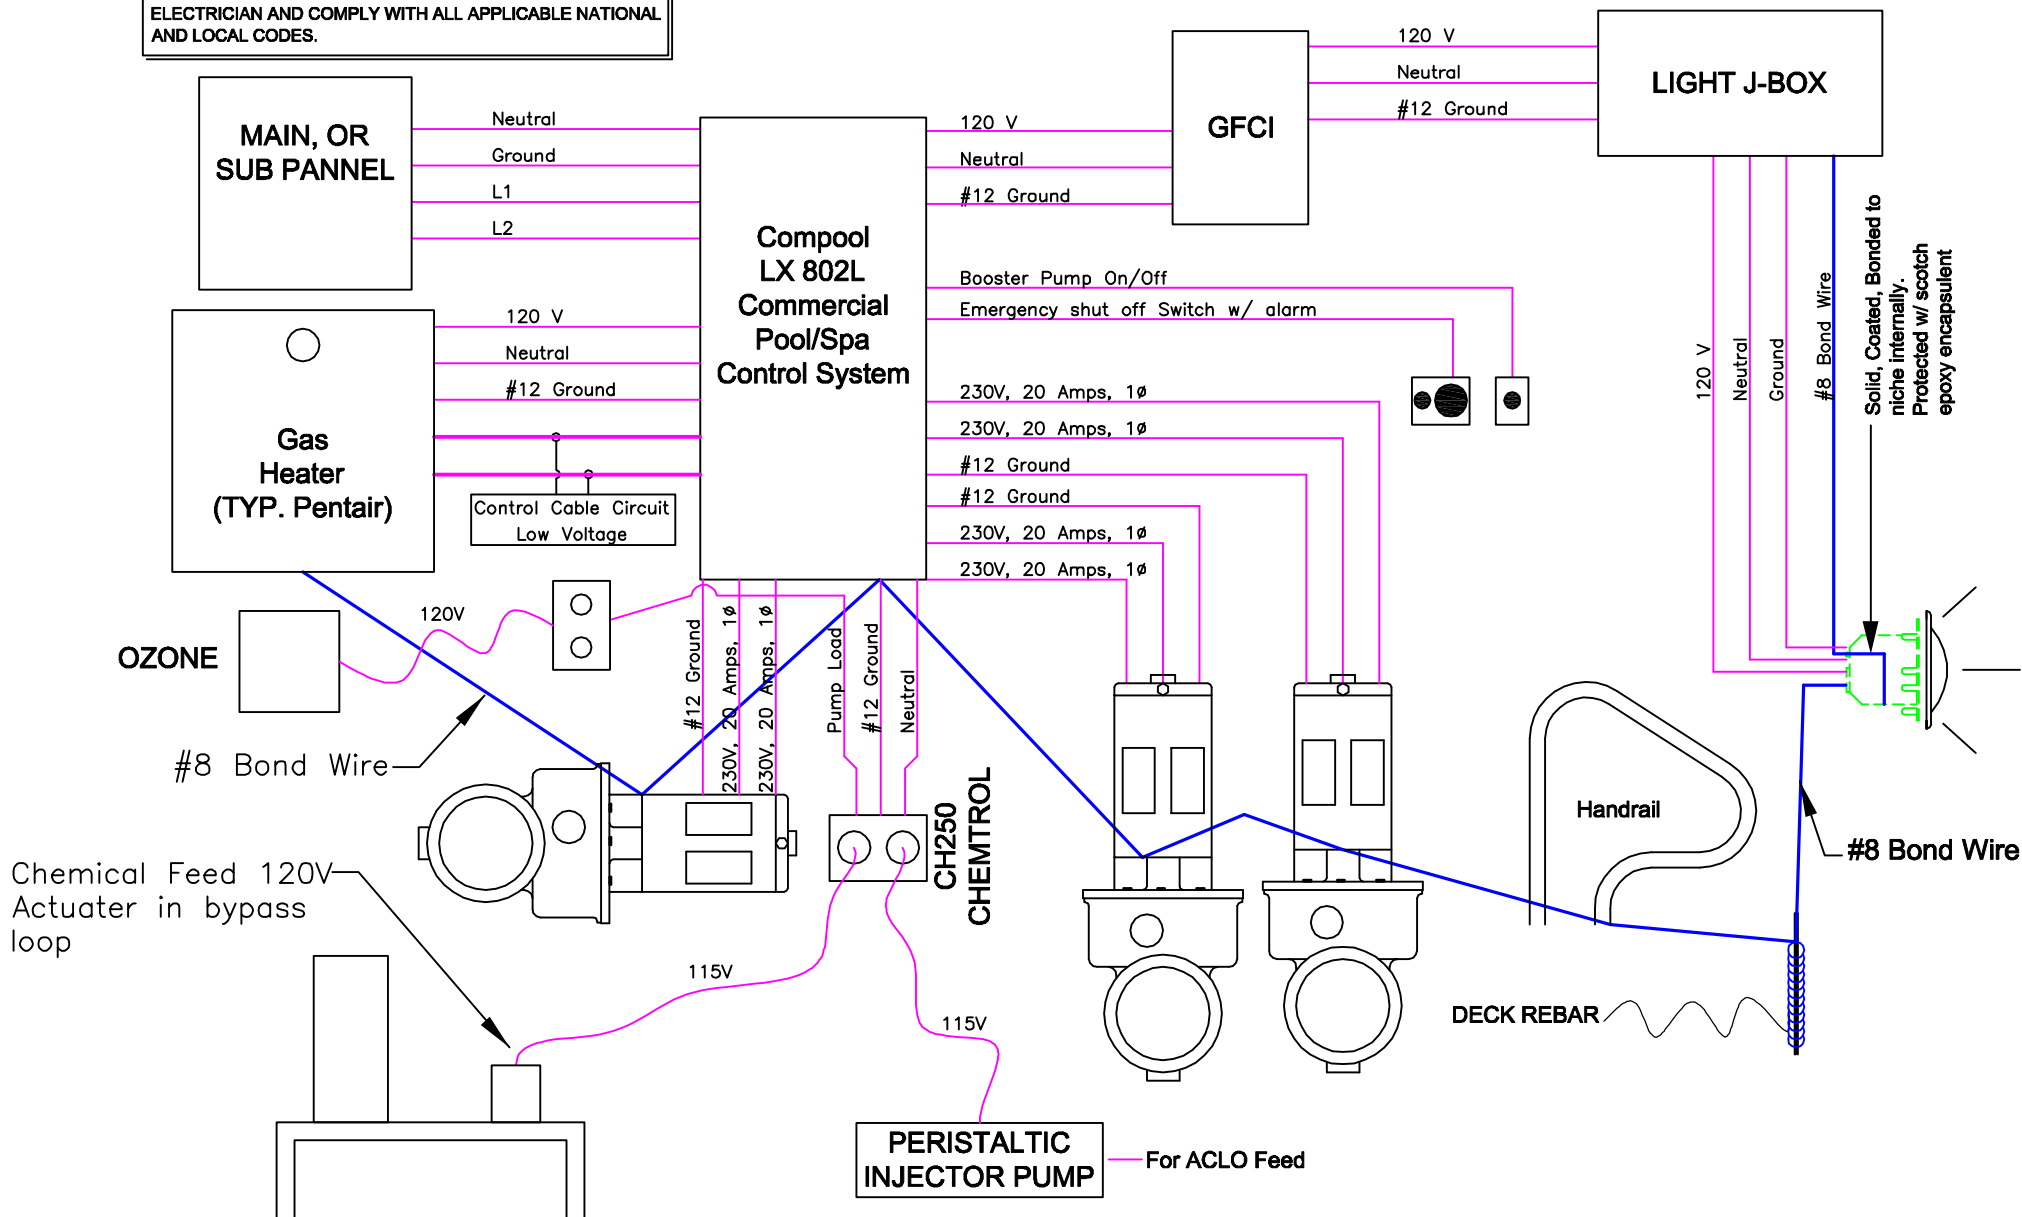 ELECTRICIAN AND COMPLY WITH ALL APPLICABLE NATIONAL
AND LOCAL CODES.
MAIN, OR
SUB PANNEL
Neutral
Ground
L1
L2
Compool
LX 802L
Commercial
Pool/Spa
Control System
120 V
Neutral
#12 Ground
GFCI
120 V
Neutral
#12 Ground
LIGHT J-BOX
Booster Pump On/Off
Emergency shut off Switch w/ alarm
230V, 20 Amps, 1ø
230V, 20 Amps, 1ø
#12 Ground
#12 Ground
230V, 20 Amps, 1ø
230V, 20 Amps, 1ø
120 V
Neutral
Ground
#8 Bond Wire
Solid, Coated, Bonded to
niche internally.
Protected w/ scotch
epoxy encapsulent
Gas
Heater
(TYP. Pentair)
120 V
Neutral
#12 Ground
Control Cable Circuit
Low Voltage
OZONE
120V
#8 Bond Wire
#12 Ground
230V, 20 Amps, 1ø
230V, 20 Amps, 1ø
Pump Load
#12 Ground
Neutral
CH250
CHEMTROL
Handrail
#8 Bond Wire
Chemical Feed 120V
Actuater in bypass
loop
115V
115V
DECK REBAR
PERISTALTIC
INJECTOR PUMP
For ACLO Feed